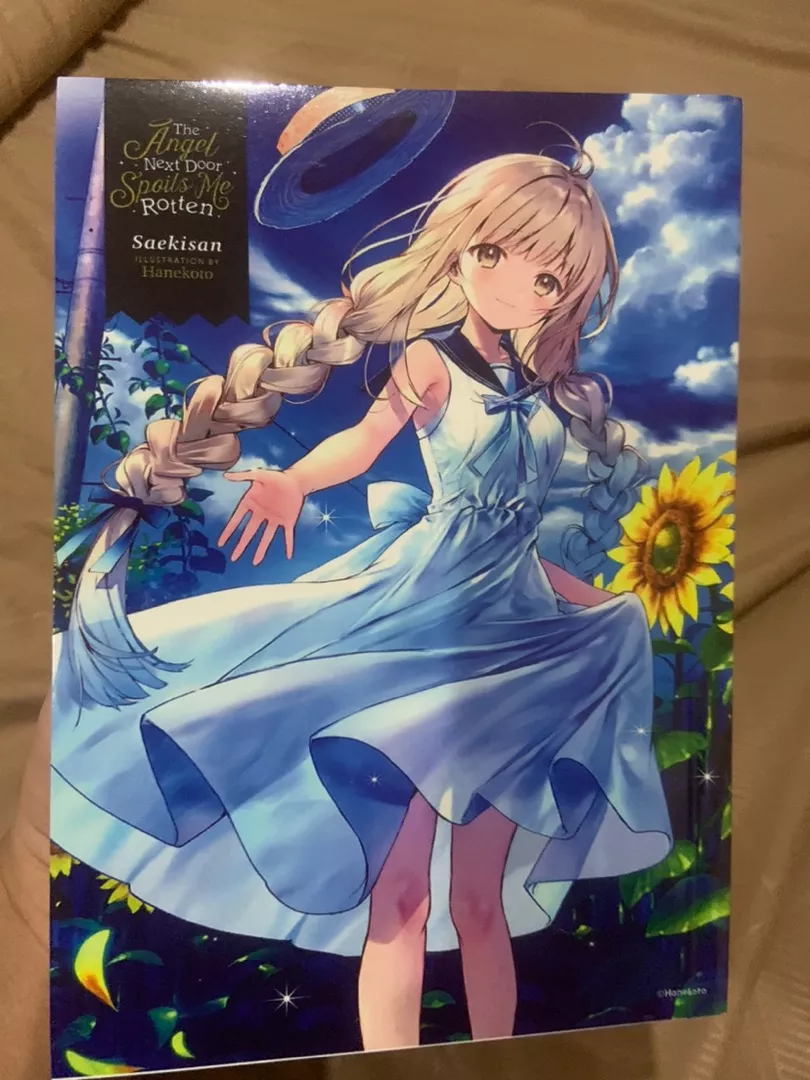 The
Angel
Next Door
Spoils Me
Rotten
Saekisan
ILLUSTRATION BY
Hanekoto
©Hanekoto